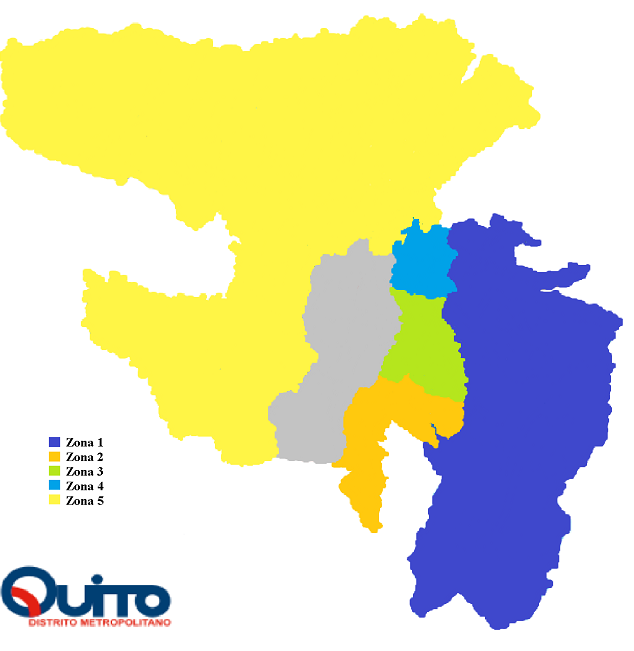 Zona 1
Zona 2
Zona 3
Zona 4
Zona 5
QUITO
DISTRITO METROPOLITANO